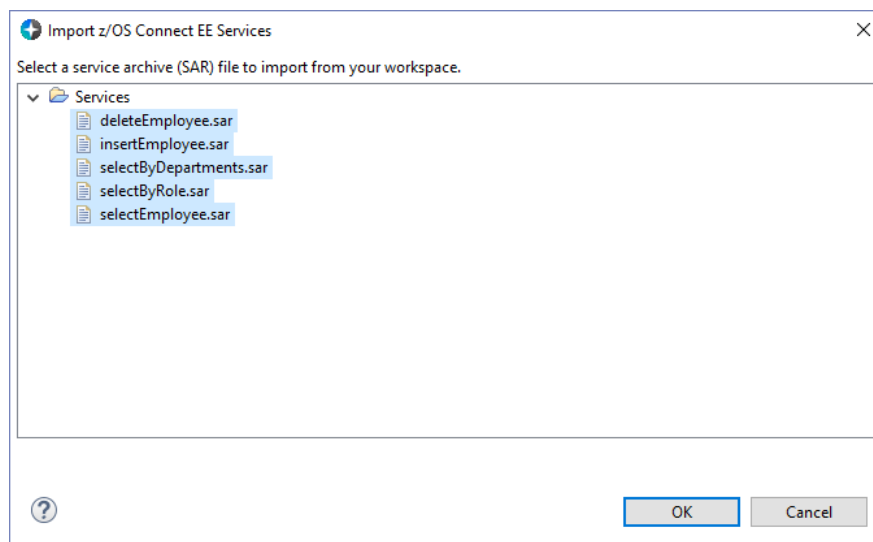 Import z/OS Connect EE Services
Select a service archive (SAR) file to import from your workspace.
Services
deleteEmployee.sar
insertEmployee.sar
selectByDepartments.sar
selectByRole.sar
selectEmployee.sar
?
OK
Cancel